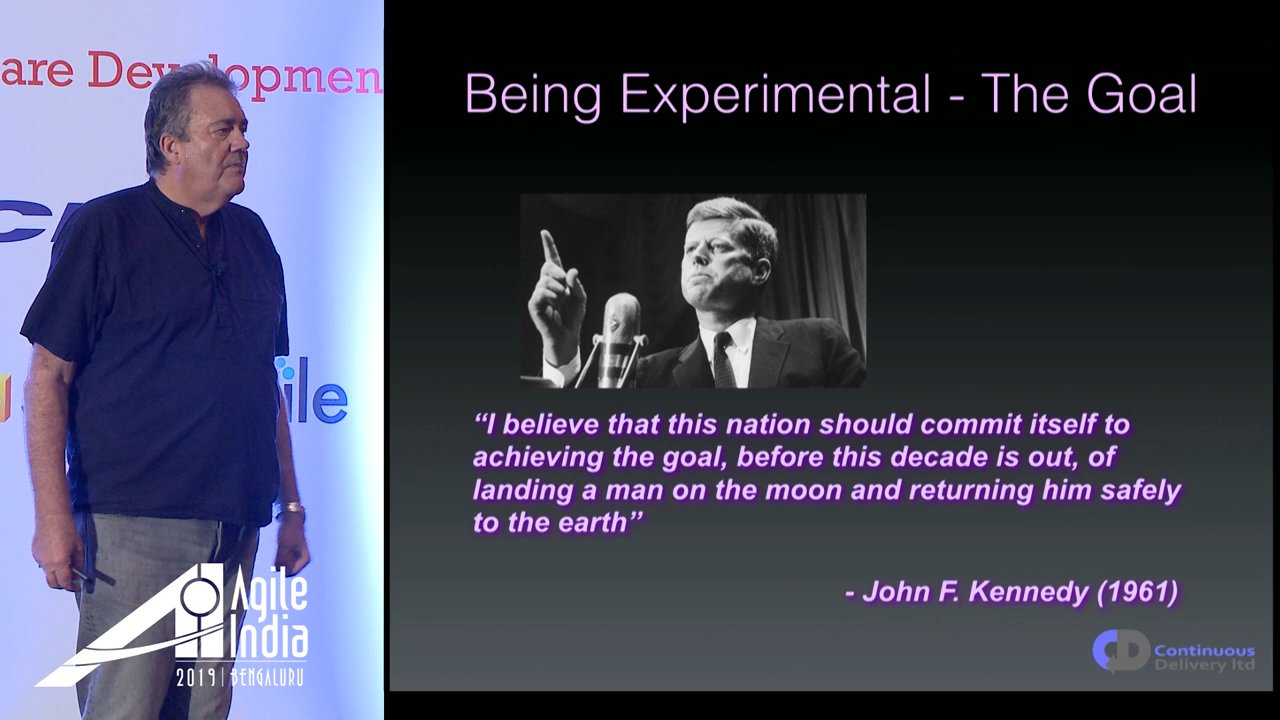 are Development
Being Experimental - The Goal
“I believe that this nation should commit itself to
achieving the goal, before this decade is out, of
landing a man on the moon and returning him safely
to the earth”
- John F. Kennedy (1961)
Agile
India
2019 | BENGALURU
Continuous
Delivery ltd